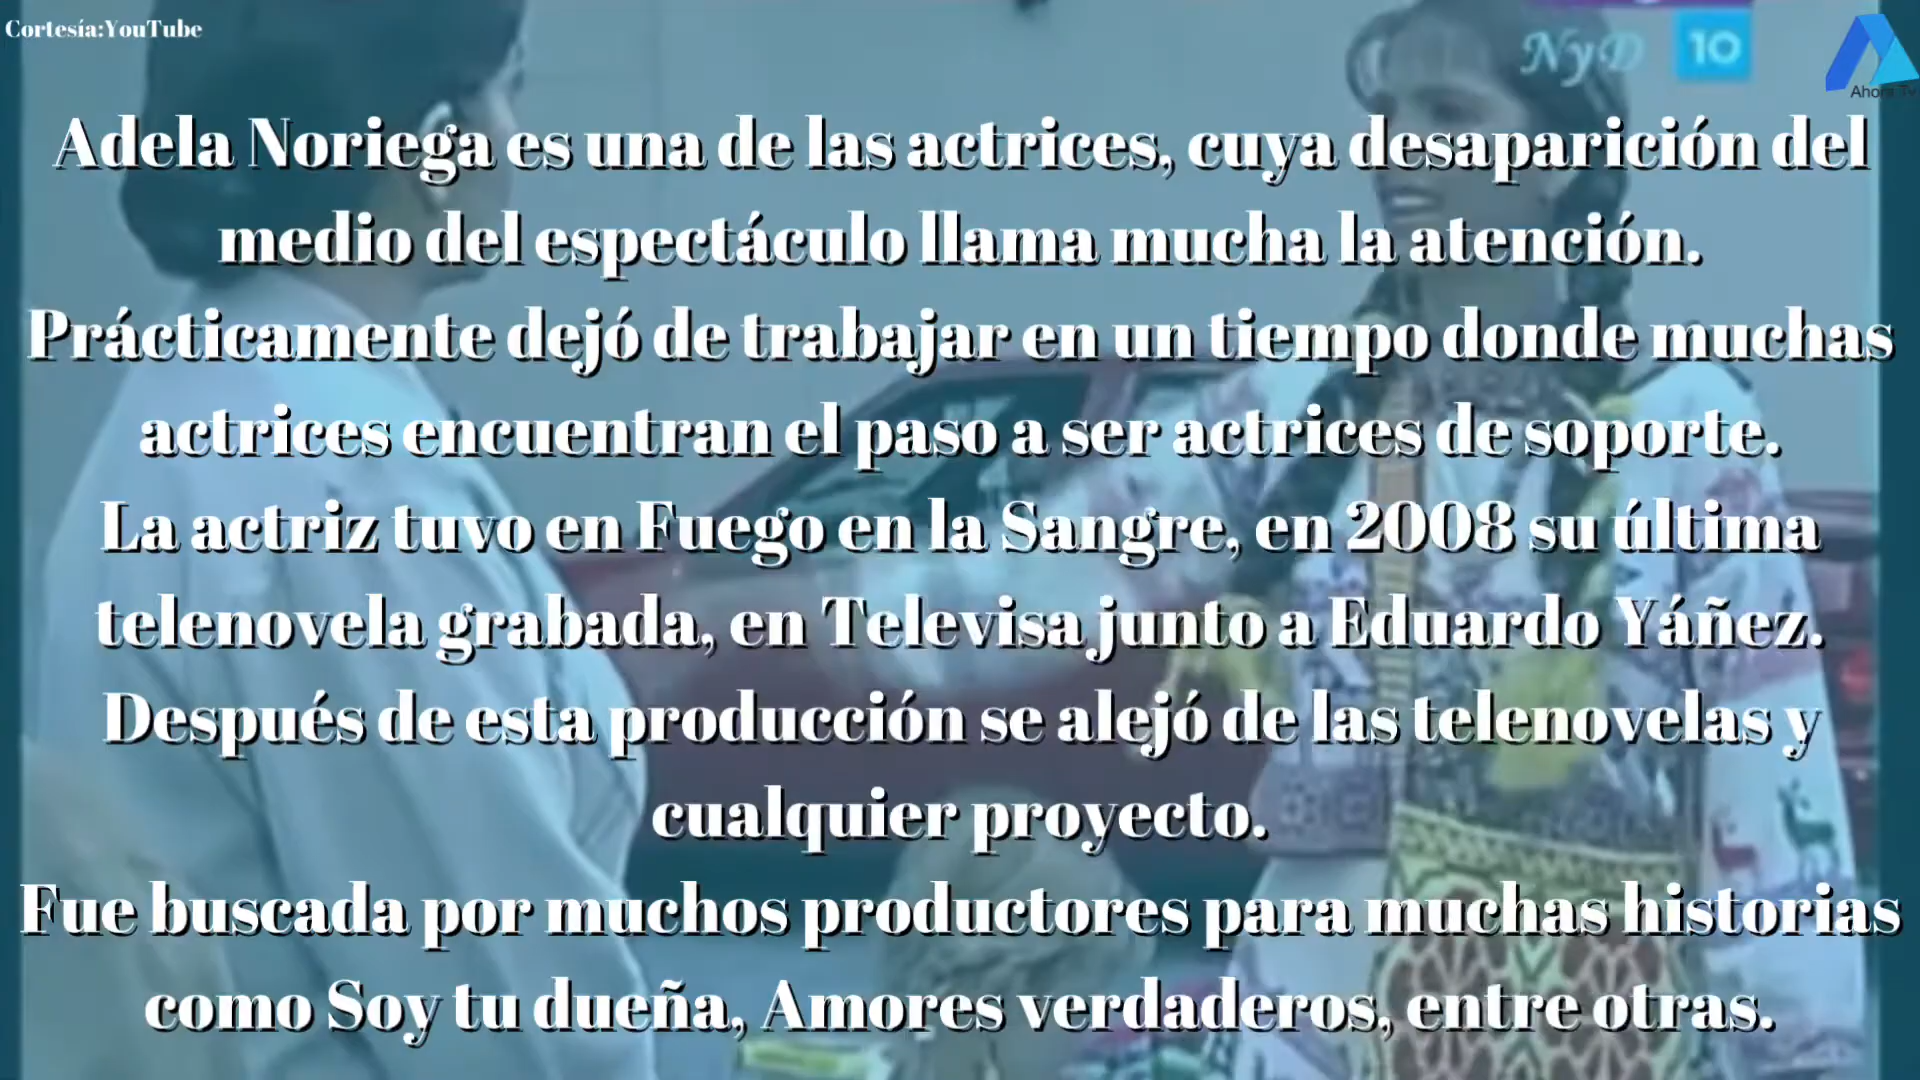 Cortesía:YouTube
NyD 10
Ahora Tv
Adela Noriega es una de las actrices, cuya desaparición del
medio del espectáculo llama mucha la atención.
Prácticamente dejó de trabajar en un tiempo donde muchas
actrices encuentran el paso a ser actrices de soporte.
La actriz tuvo en Fuego en la Sangre, en 2008 su última
telenovela grabada, en Televisa junto a Eduardo Yáñez.
Después de esta producción se alejó de las telenovelas y
cualquier proyecto.
Fue buscada por muchos productores para muchas historias
como Soy tu dueña, Amores verdaderos, entre otras.